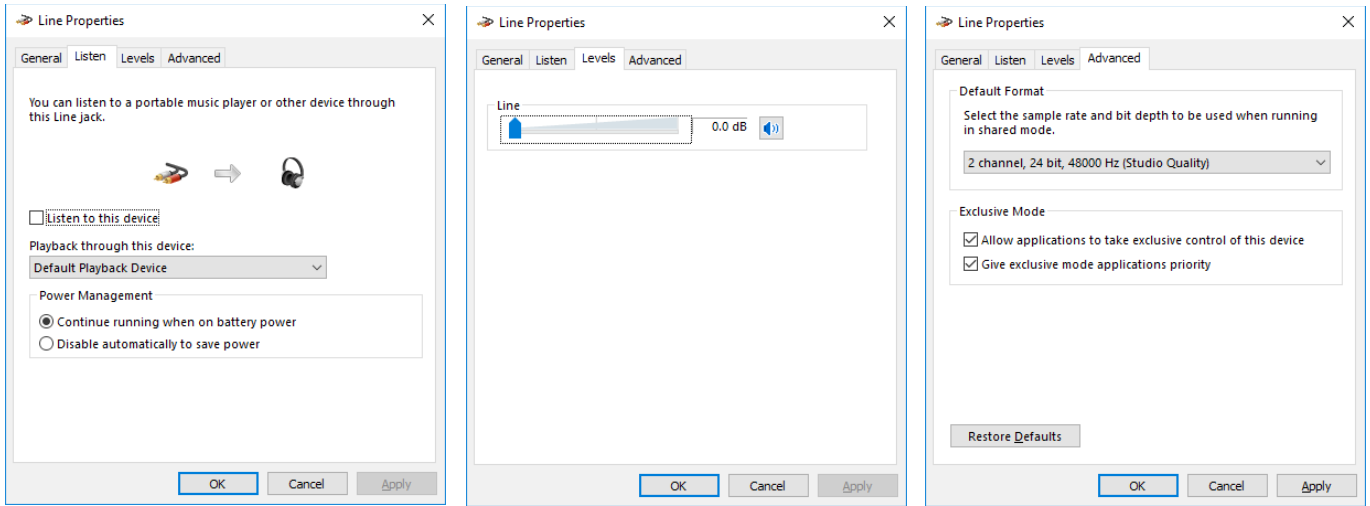 Line Properties
General Listen Levels Advanced
You can listen to a portable music player or other device through
this Line jack.
Listen to this device
Playback through this device:
Default Playback Device
Power Management
Continue running when on battery power
Disable automatically to save power
OK Cancel Apply
Line Properties
General Listen Levels Advanced
Line
0.0 dB
OK Cancel Apply
Line Properties
General Listen Levels Advanced
Default Format
Select the sample rate and bit depth to be used when running
in shared mode.
2 channel, 24 bit, 48000 Hz (Studio Quality)
Exclusive Mode
Allow applications to take exclusive control of this device
Give exclusive mode applications priority
Restore Defaults
OK Cancel Apply